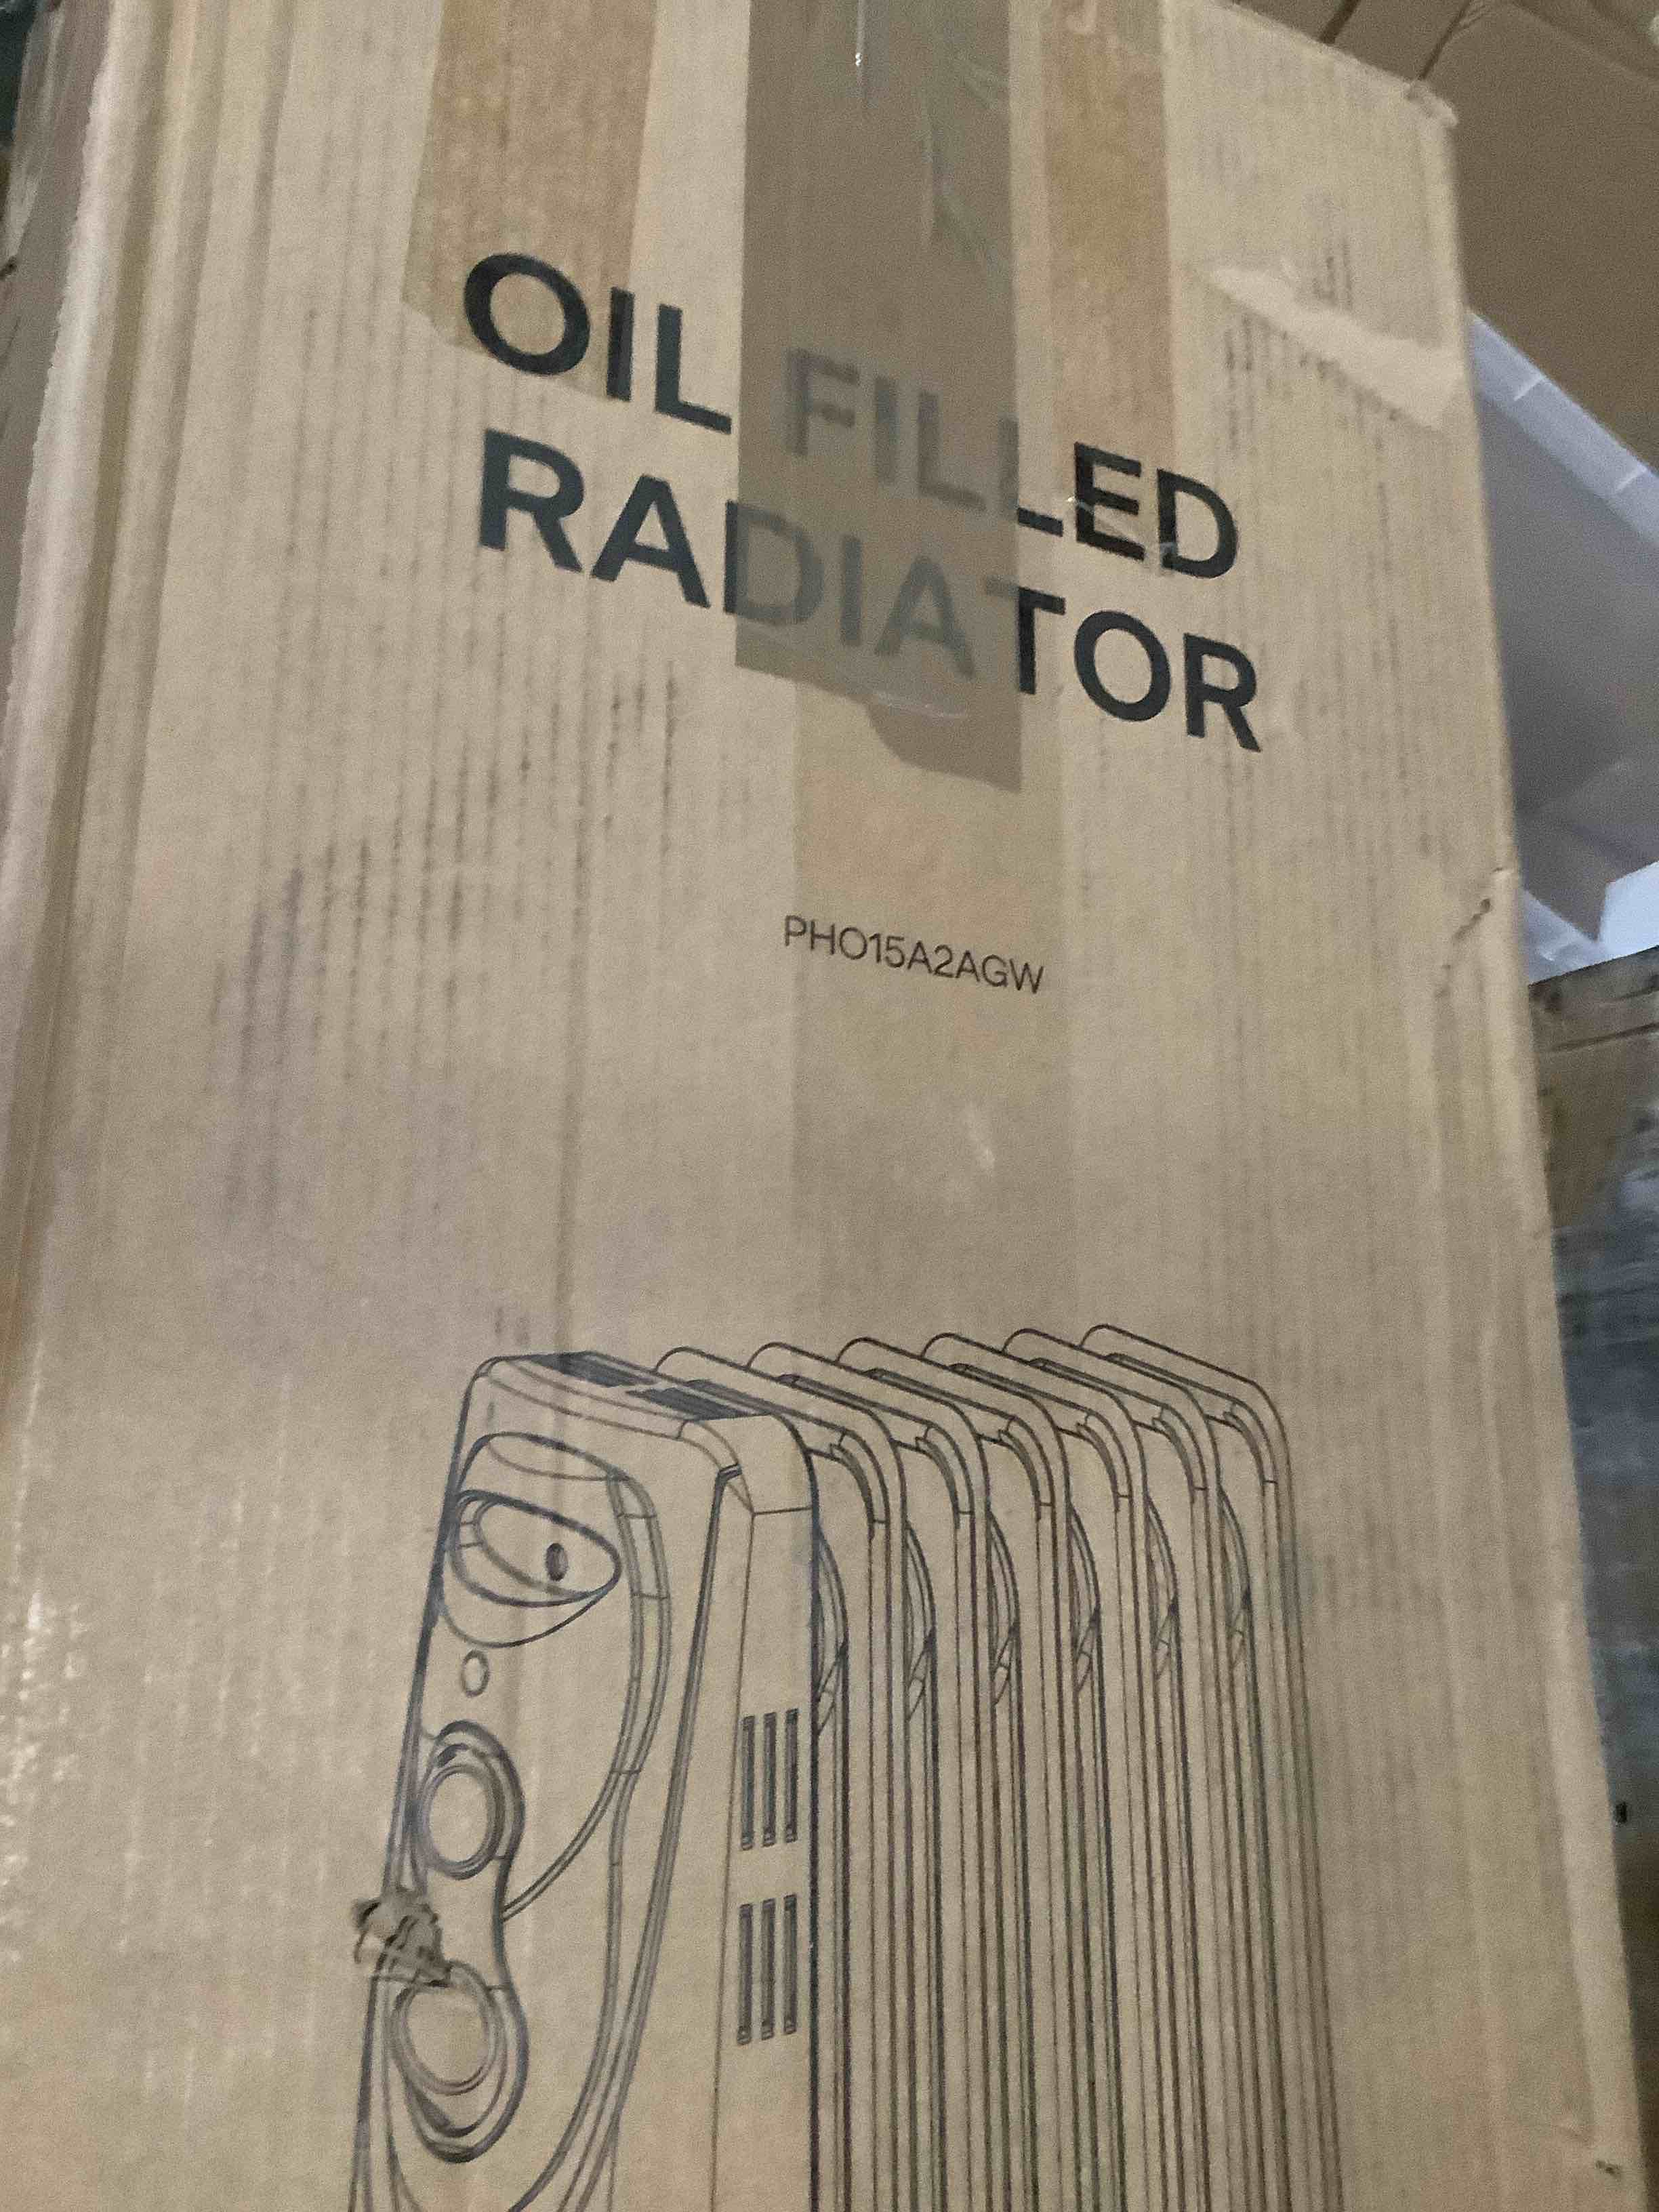 OIL FILLED
RADIATOR
PHO15A2AGW